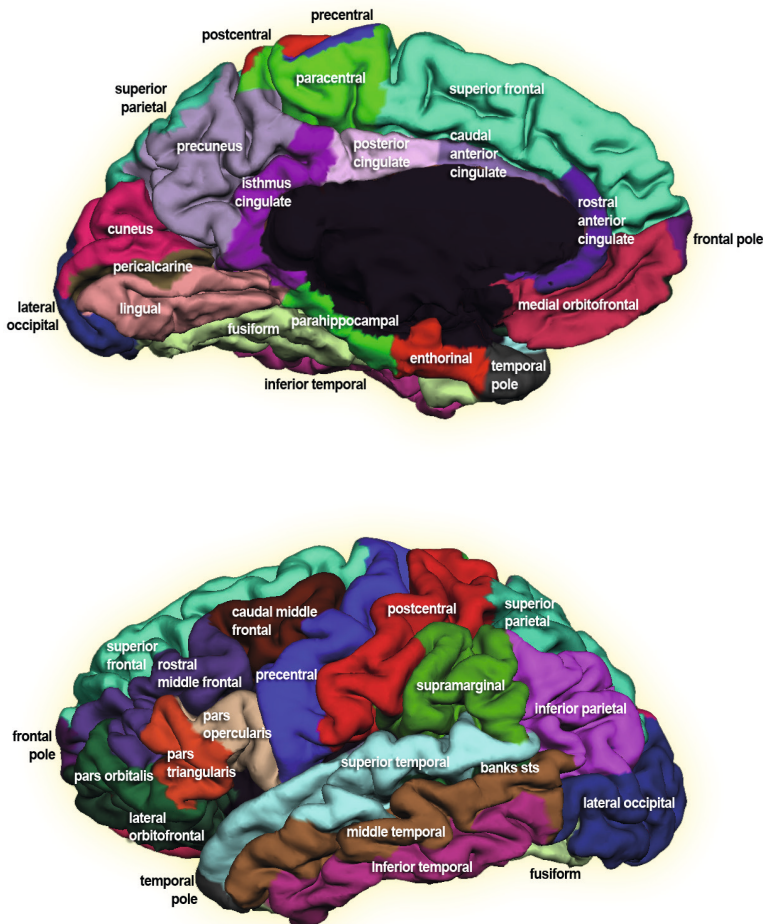 precentral
postcentral
paracentral
superior frontal
superior
parietal
precuneus
posterior
cingulate
caudal
anterior
cingulate
isthmus
cingulate
rostral
anterior
cingulate
cuneus
frontal pole
pericalcarine
lateral
occipital
lingual
medial orbitofrontal
parahippocampal
fusiform
enthorinal
temporal
pole
inferior temporal
caudal middle
frontal
postcentral
superior
parietal
superior
frontal
rostral
middle frontal
precentral
supramarginal
inferior parietal
pars
opercularis
frontal
pole
pars
triangularis
pars orbitalis
superior temporal
banks sts
lateral occipital
lateral
orbitofrontal
middle temporal
Inferior temporal
fusiform
temporal
pole